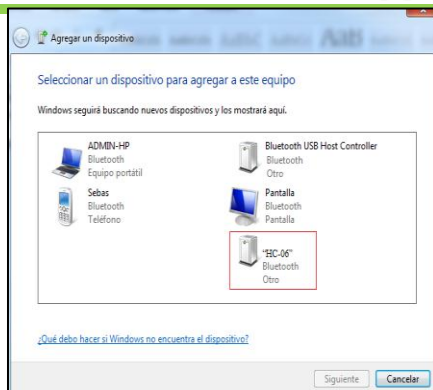 Agregar un dispositivo
Seleccionar un dispositivo para agregar a este equipo
Windows seguirá buscando nuevos dispositivos y los mostrará aquí.
ADMIN-HP
Bluetooth
Equipo portátil
Bluetooth USB Host Controller
Bluetooth
Otro
Sebas
Bluetooth
Teléfono
Pantalla
Bluetooth
Pantalla
"HC-06"
Bluetooth
Otro
¿Qué debo hacer si Windows no encuentra el dispositivo?
Siguiente
Cancelar